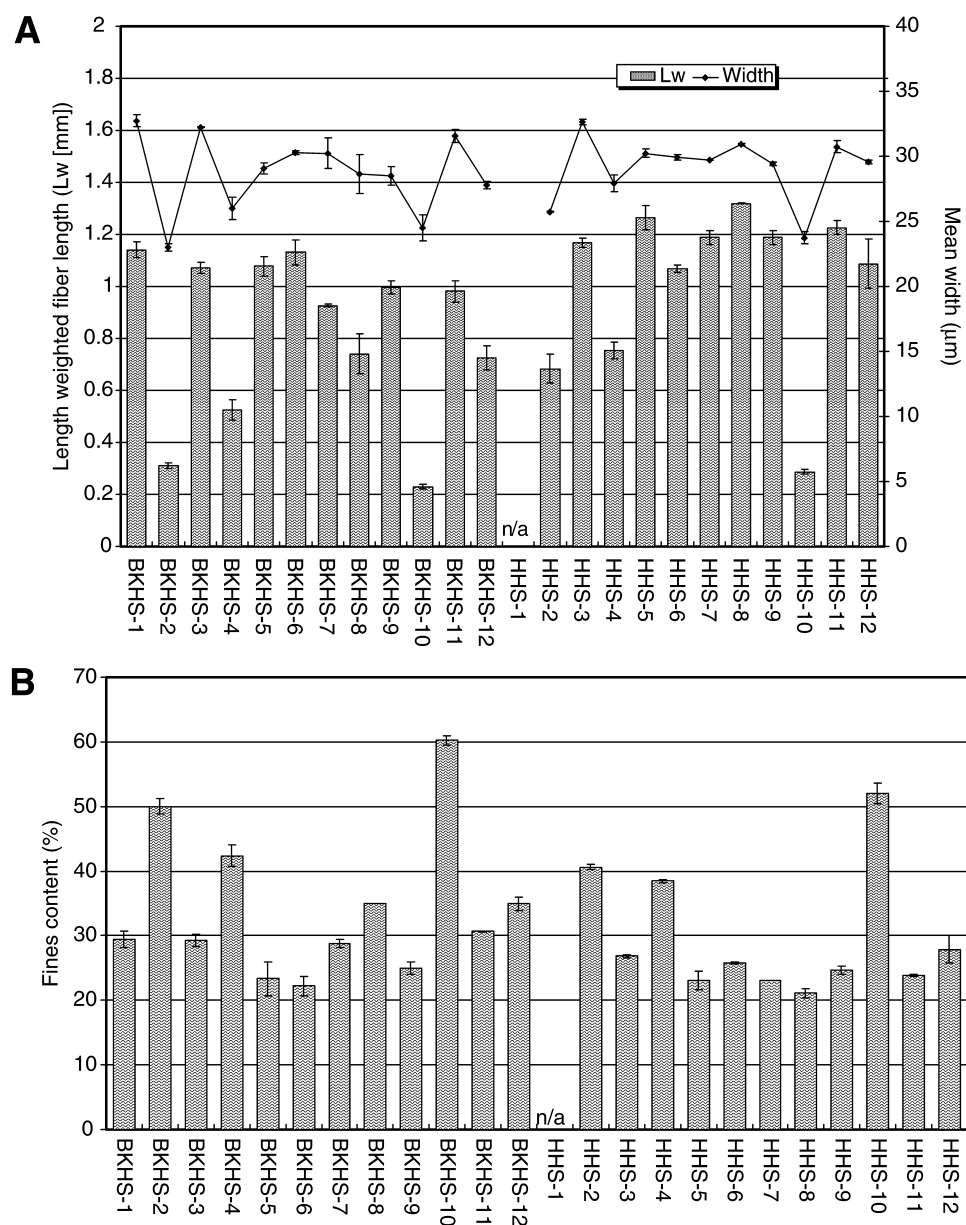 A
Length weighted fiber length (Lw [mm])
2
1.8
1.6
1.4
1.2
1
0.8
0.6
0.4
0.2
0
Lw Width
40
35
30
25
20
15
10
5
0
Mean width (μm)
n/a
BKHS-1
BKHS-2
BKHS-3
BKHS-4
BKHS-5
BKHS-6
BKHS-7
BKHS-8
BKHS-9
BKHS-10
BKHS-11
BKHS-12
HHS-1
HHS-2
HHS-3
HHS-4
HHS-5
HHS-6
HHS-7
HHS-8
HHS-9
HHS-10
HHS-11
HHS-12
B
Fines content (%)
70
60
50
40
30
20
10
0
n/a
BKHS-1
BKHS-2
BKHS-3
BKHS-4
BKHS-5
BKHS-6
BKHS-7
BKHS-8
BKHS-9
BKHS-10
BKHS-11
BKHS-12
HHS-1
HHS-2
HHS-3
HHS-4
HHS-5
HHS-6
HHS-7
HHS-8
HHS-9
HHS-10
HHS-11
HHS-12